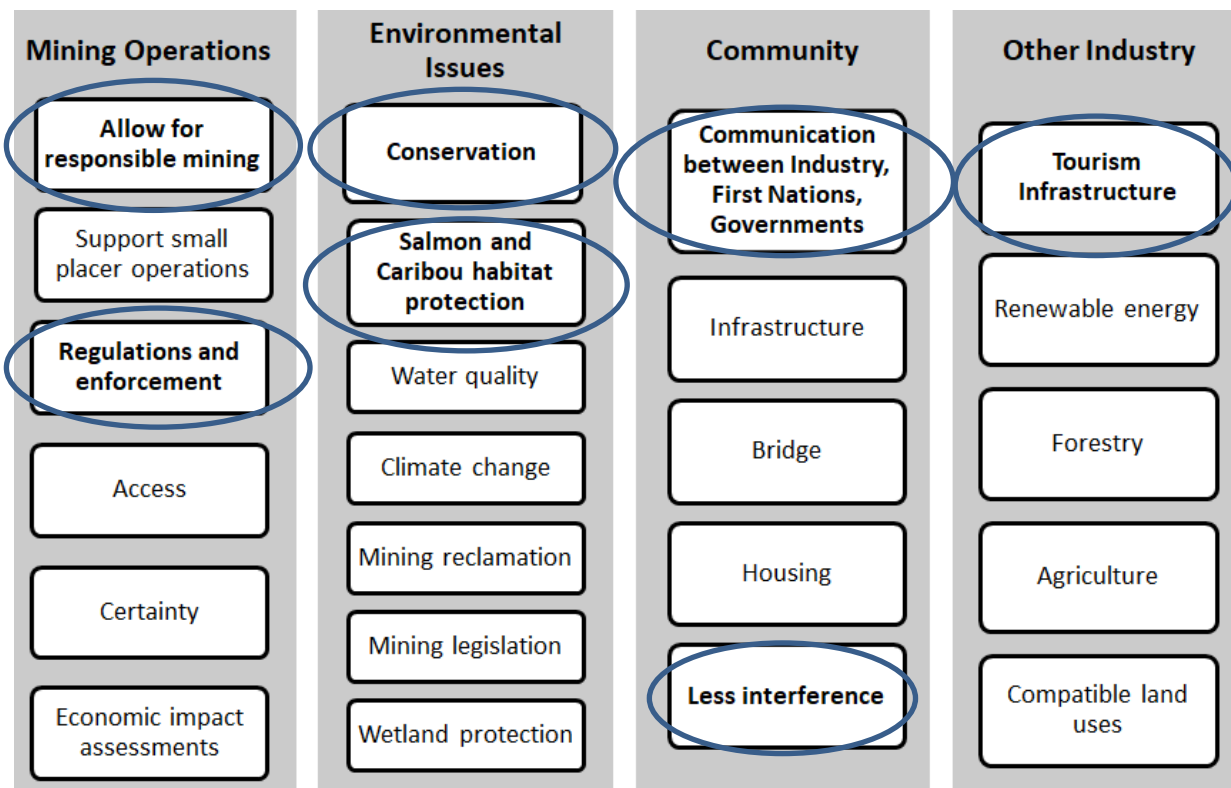 Mining Operations
Allow for
responsible mining
Support small
placer operations
Regulations and
enforcement
Access
Certainty
Economic impact
assessments
Environmental
Issues
Conservation
Salmon and
Caribou habitat
protection
Water quality
Climate change
Mining reclamation
Mining legislation
Wetland protection
Community
Communication
between Industry,
First Nations,
Governments
Infrastructure
Bridge
Housing
Less interference
Other Industry
Tourism
Infrastructure
Renewable energy
Forestry
Agriculture
Compatible land
uses